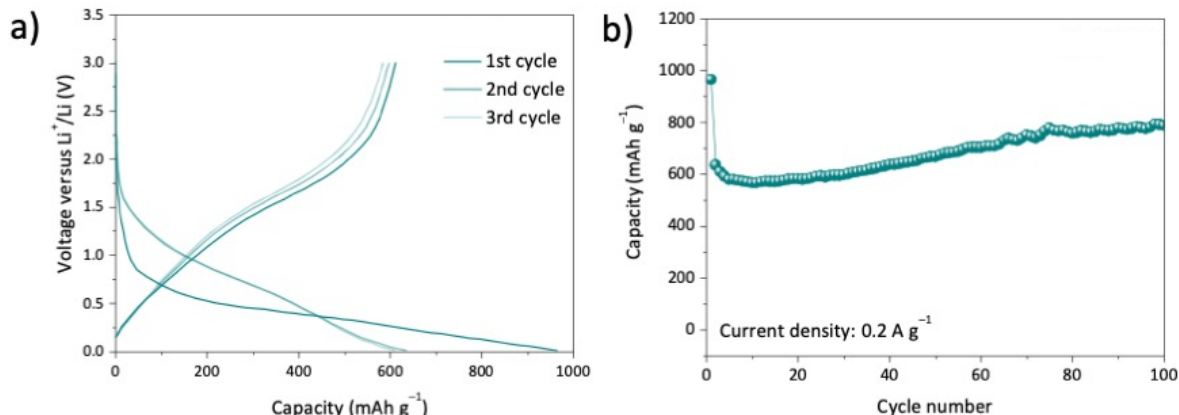 a)
3.5
3.0
2.5
2.0
1.5
1.0
0.5
0.0
Voltage versus Li⁺/Li (V)
1st cycle
2nd cycle
3rd cycle
0
200
400
600
800
1000
Capacity (mAh g⁻¹)
b)
1200
1000
800
600
400
200
0
Capacity (mAh g⁻¹)
Current density: 0.2 A g⁻¹
0
20
40
60
80
100
Cycle number